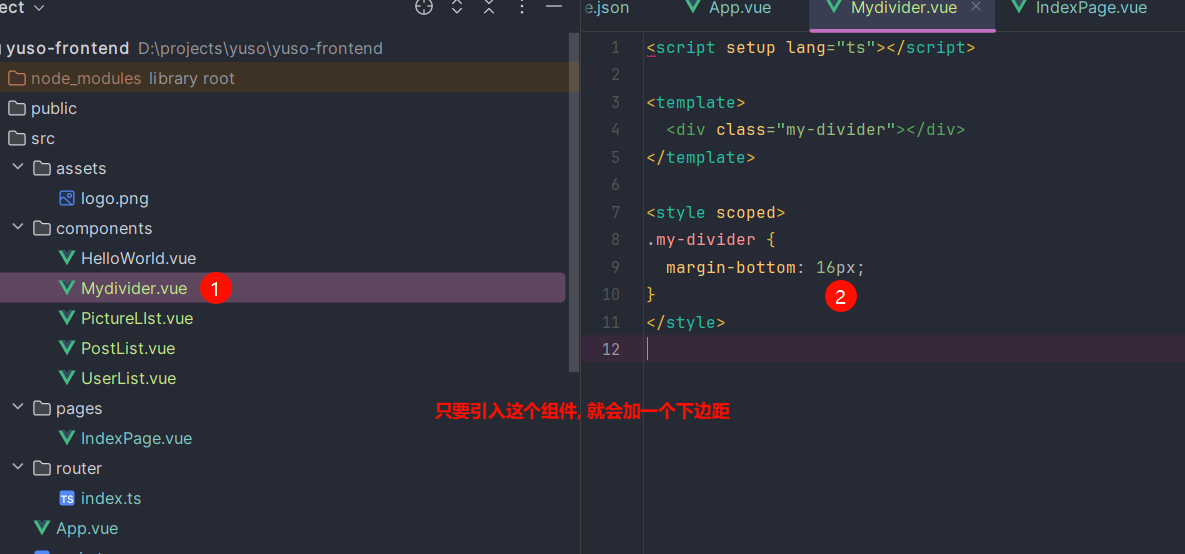 ect
yuso-frontend D:\projects\yuso\yuso-frontend
node_modules library root
public
src
assets
logo.png
components
HelloWorld.vue
Mydivider.vue 1
PictureLIst.vue
PostList.vue
UserList.vue
pages
IndexPage.vue
router
TS index.ts
App.vue
e.json App.vue Mydivider.vue IndexPage.vue
1 <script setup lang="ts"></script>
2
3 <template>
4 <div class="my-divider"></div>
5 </template>
6
7 <style scoped>
8 .my-divider {
9 margin-bottom: 16px;
10 }
2
11 </style>
12
只要引入这个组件, 就会加一个下边距